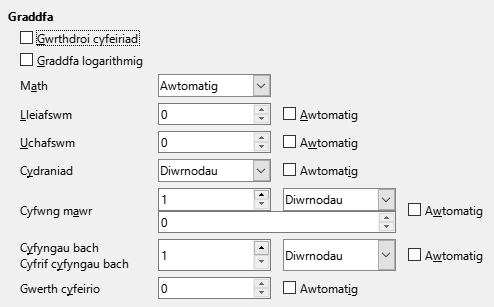 Graddfa
Gwrthdroi cyfeiriad
Graddfa logarithmig
Math Awtomatig
Lleiafswm 0 Awtomatig
Uchafswm 0 Awtomatig
Cydraniad Diwrnodau Awtomatig
Cyfwng mawr 1 Diwrnodau Awtomatig
0
Cyfyngau bach
Cyfrif cyfyngau bach 1 Diwrnodau Awtomatig
Gwerth cyfeirio 0 Awtomatig